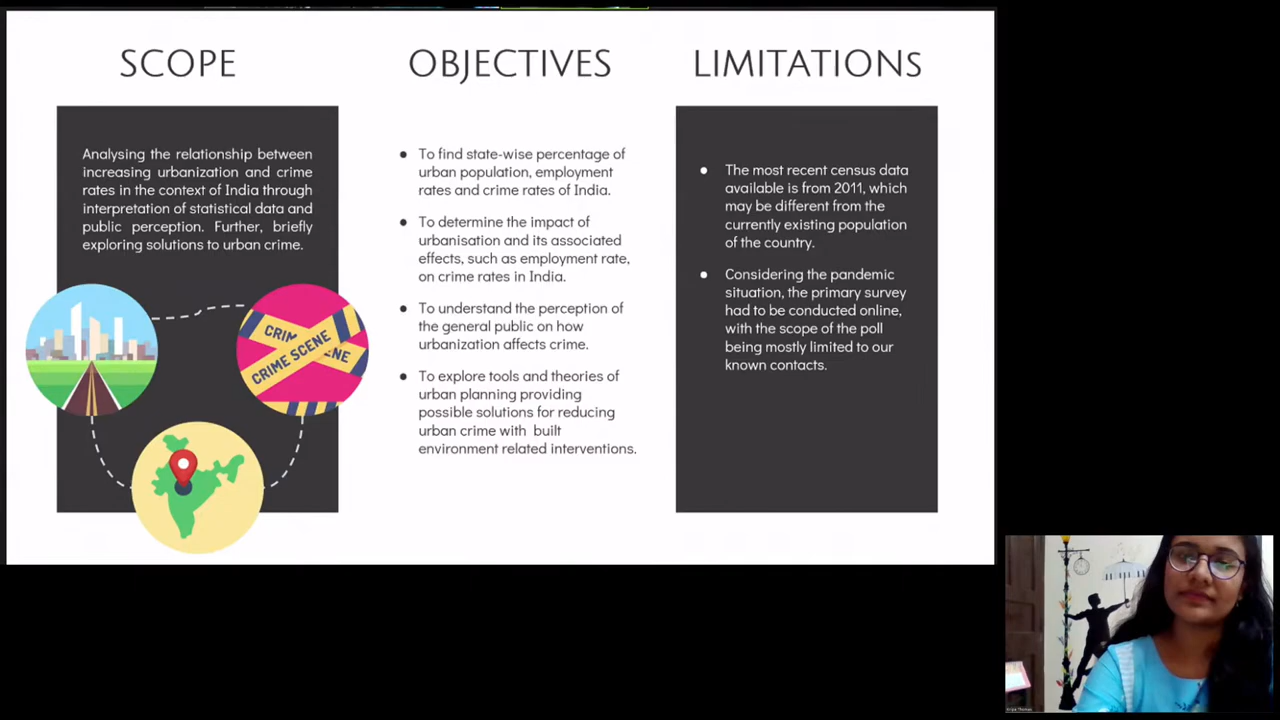 SCOPE
Analysing the relationship between
increasing urbanization and crime
rates in the context of India through
interpretation of statistical data and
public perception. Further, briefly
exploring solutions to urban crime.
CRIME SCENE
OBJECTIVES
● To find state-wise percentage of
urban population, employment
rates and crime rates of India.
● To determine the impact of
urbanisation and its associated
effects, such as employment rate,
on crime rates in India.
● To understand the perception of
the general public on how
urbanization affects crime.
● To explore tools and theories of
urban planning providing
possible solutions for reducing
urban crime with built
environment related interventions.
LIMITATIONs
● The most recent census data
available is from 2011, which
may be different from the
currently existing population
of the country.
● Considering the pandemic
situation, the primary survey
had to be conducted online,
with the scope of the poll
being mostly limited to our
known contacts.